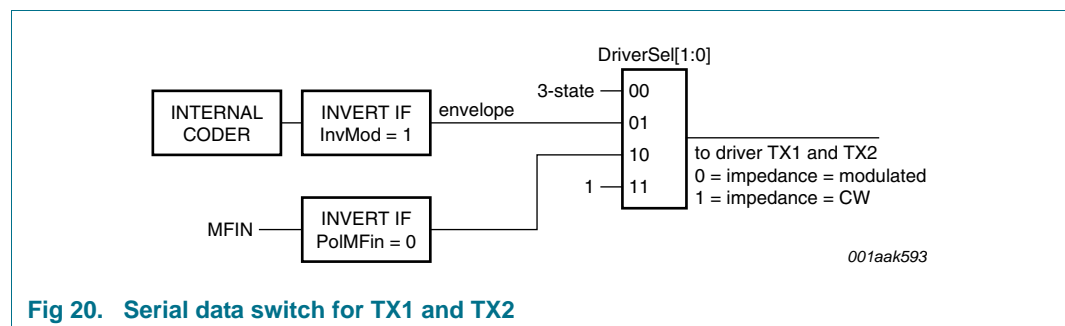 DriverSel[1:0]
3-state
00
INTERNAL
CODER
INVERT IF
InvMod = 1
envelope
01
10
to driver TX1 and TX2
0 = impedance = modulated
1 = impedance = CW
1
11
MFIN
INVERT IF
PolMFin = 0
001aak593
Fig 20. Serial data switch for TX1 and TX2